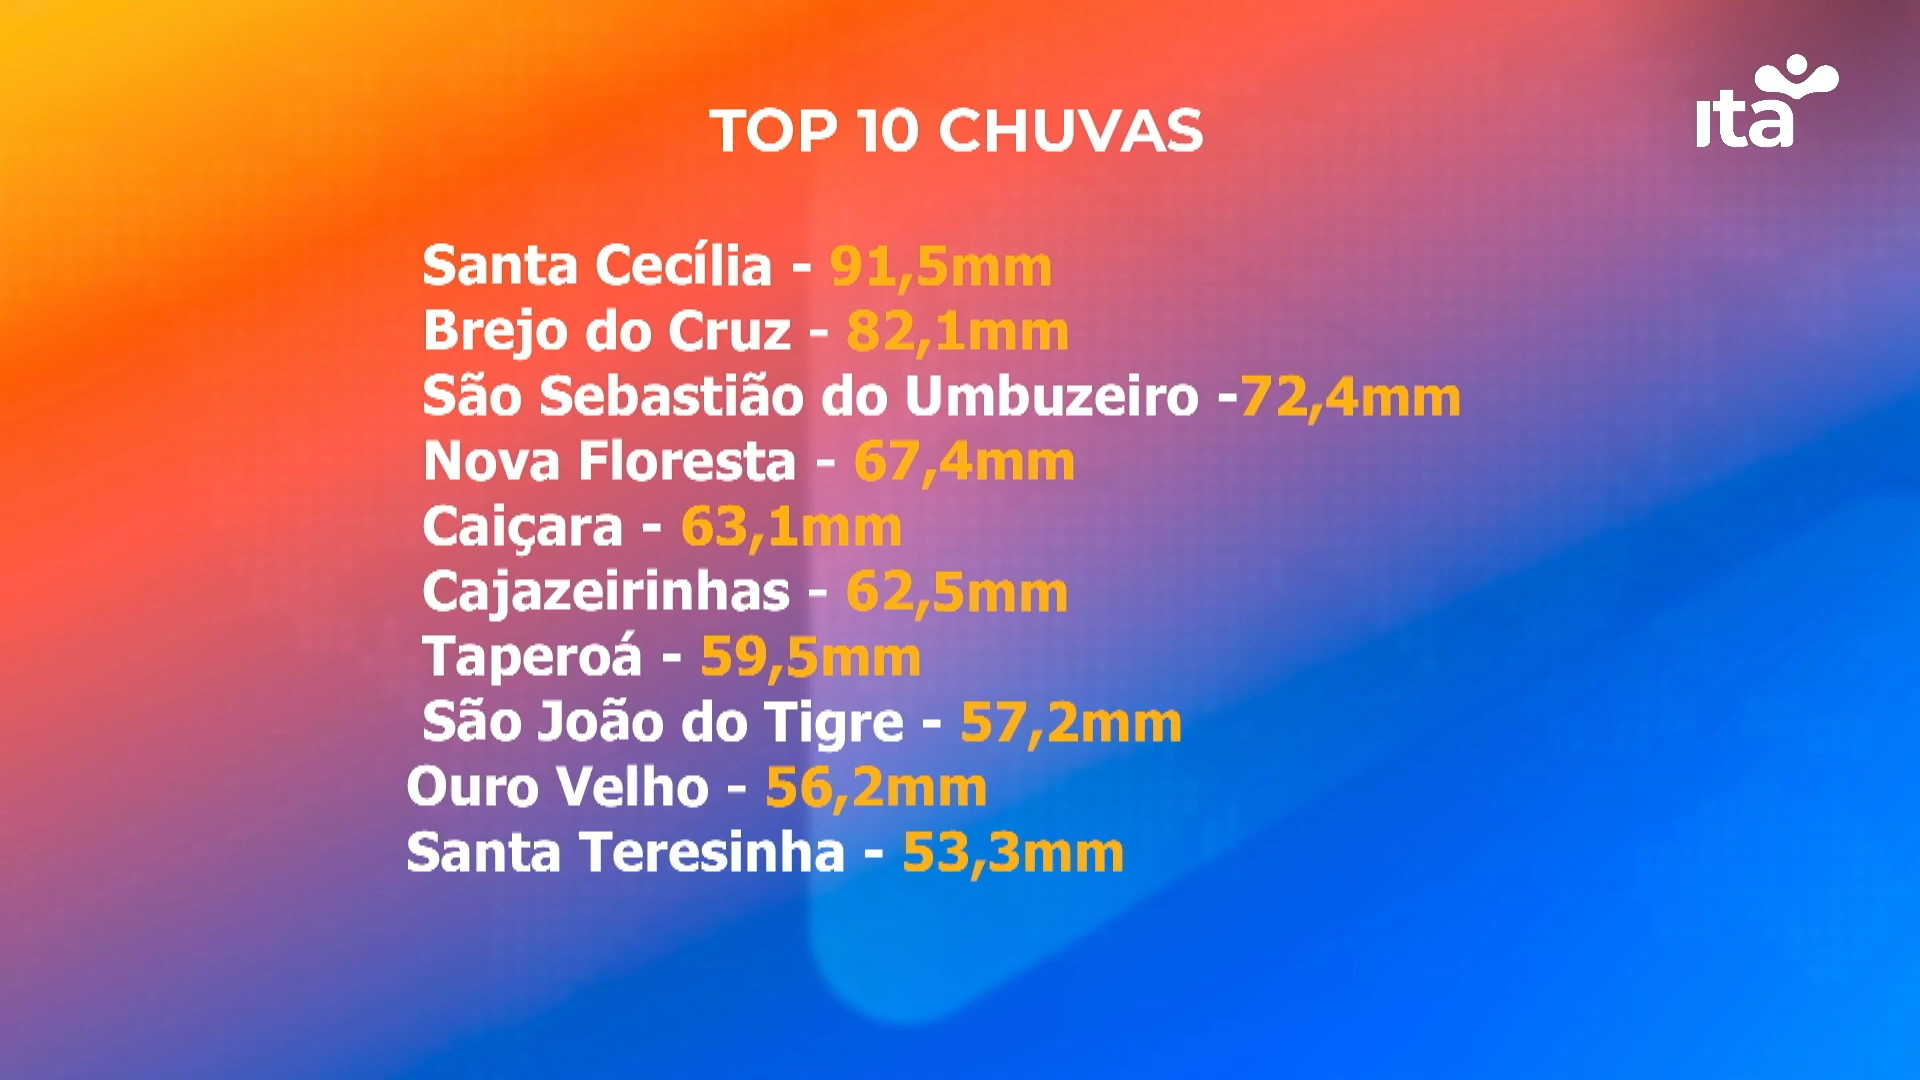 ita
TOP 10 CHUVAS
Santa Cecília - 91,5mm
Brejo do Cruz - 82,1mm
São Sebastião do Umbuzeiro -72,4mm
Nova Floresta - 67,4mm
Caiçara - 63,1mm
Cajazeirinhas - 62,5mm
Taperoá - 59,5mm
São João do Tigre - 57,2mm
Ouro Velho - 56,2mm
Santa Teresinha - 53,3mm